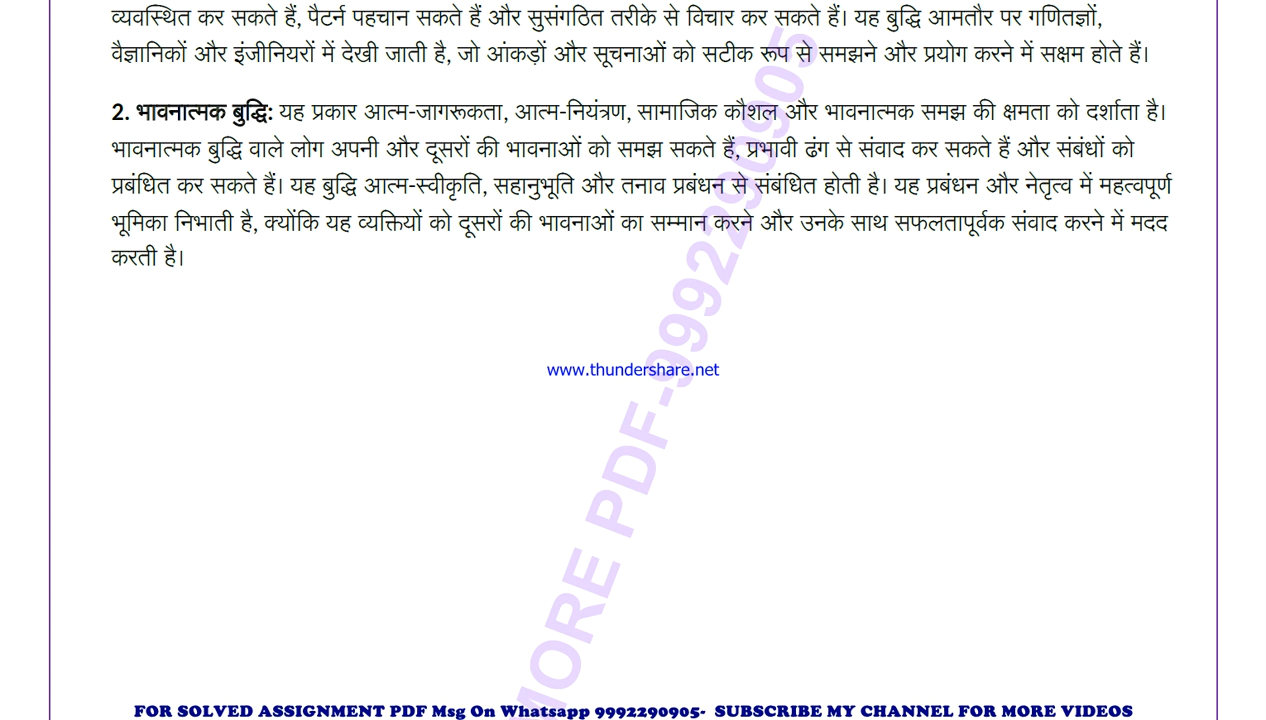 व्यवस्थित कर सकते हैं, पैटर्न पहचान सकते हैं और सुसंगठित तरीके से विचार कर सकते हैं। यह बुद्धि आमतौर पर गणितज्ञों,
वैज्ञानिकों और इंजीनियरों में देखी जाती है, जो आंकड़ों और सूचनाओं को सटीक रूप से समझने और प्रयोग करने में सक्षम होते हैं।
2. भावनात्मक बुद्धि: यह प्रकार आत्म-जागरूकता, आत्म-नियंत्रण, सामाजिक कौशल और भावनात्मक समझ की क्षमता को दर्शाता है।
भावनात्मक बुद्धि वाले लोग अपनी और दूसरों की भावनाओं को समझ सकते हैं, प्रभावी ढंग से संवाद कर सकते हैं और संबंधों को
प्रबंधित कर सकते हैं। यह बुद्धि आत्म-स्वीकृति, सहानुभूति और तनाव प्रबंधन से संबंधित होती है। यह प्रबंधन और नेतृत्व में महत्वपूर्ण
भूमिका निभाती है, क्योंकि यह व्यक्तियों को दूसरों की भावनाओं का सम्मान करने और उनके साथ सफलतापूर्वक संवाद करने में मदद
करती है।
www.thundershare.net
MORE PDF-9992290905
FOR SOLVED ASSIGNMENT PDF Msg On Whatsapp 9992290905- SUBSCRIBE MY CHANNEL FOR MORE VIDEOS